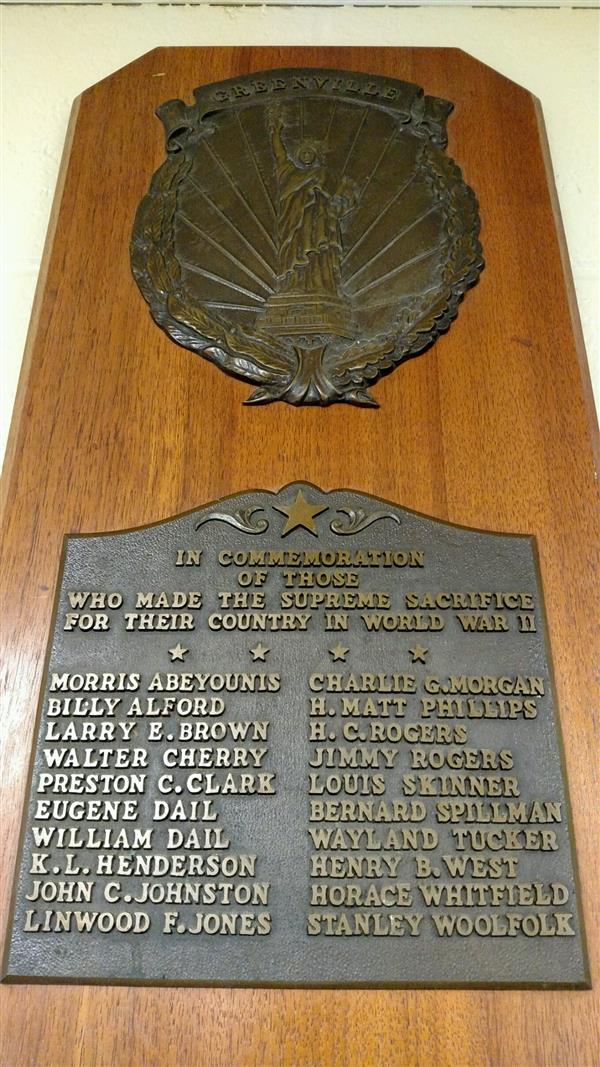 GREENVILLE
IN COMMEMORATION
OF THOSE
WHO MADE THE SUPREME SACRIFICE
FOR THEIR COUNTRY IN WORLD WAR II
MORRIS ABEYOUNIS
BILLY ALFORD
LARRY E. BROWN
WALTER CHERRY
PRESTON C. CLARK
EUGENE DAIL
WILLIAM DAIL
K. L. HENDERSON
JOHN C. JOHNSTON
LINWOOD F. JONES
CHARLIE G. MORGAN
H. MATT PHILLIPS
H. C. ROGERS
JIMMY ROGERS
LOUIS SKINNER
BERNARD SPILLMAN
WAYLAND TUCKER
HENRY B. WEST
HORACE WHITFIELD
STANLEY WOOLFOLK